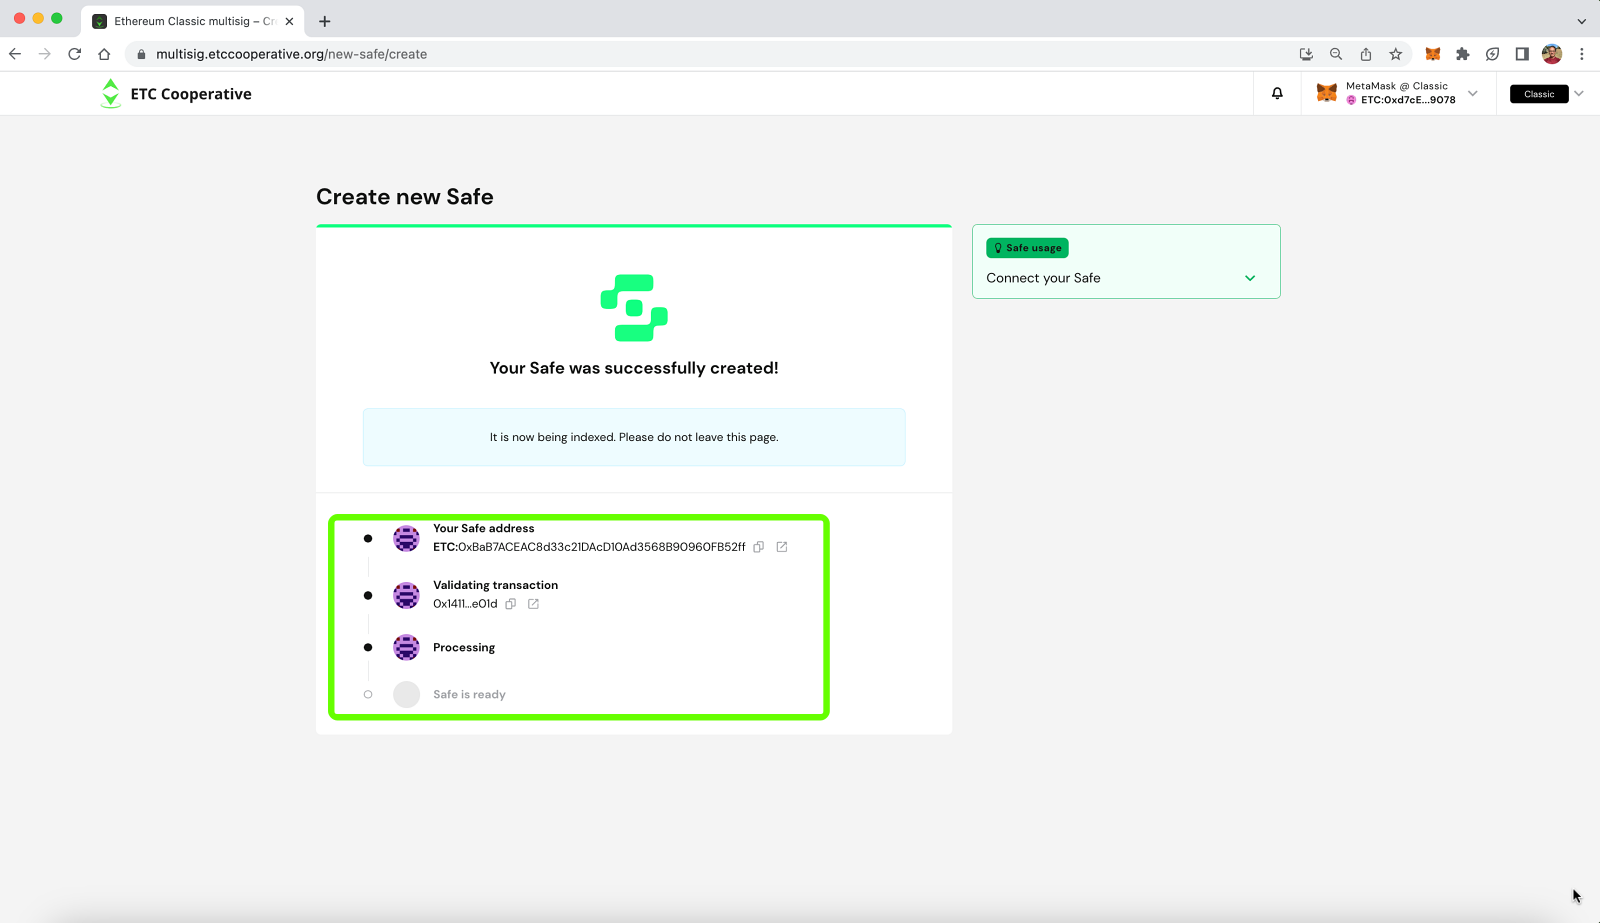 Ethereum Classic multisig – Cr
multisig.etccooperative.org/new-safe/create
ETC Cooperative
MetaMask @ Classic
ETC:0xd7cE...9078
Classic
Create new Safe
Your Safe was successfully created!
It is now being indexed. Please do not leave this page.
Your Safe address
ETC:0xBaB7ACEAC8d33c21DAcD10Ad3568B90960FB52ff
Validating transaction
0x1411...e01d
Processing
Safe is ready
Safe usage
Connect your Safe